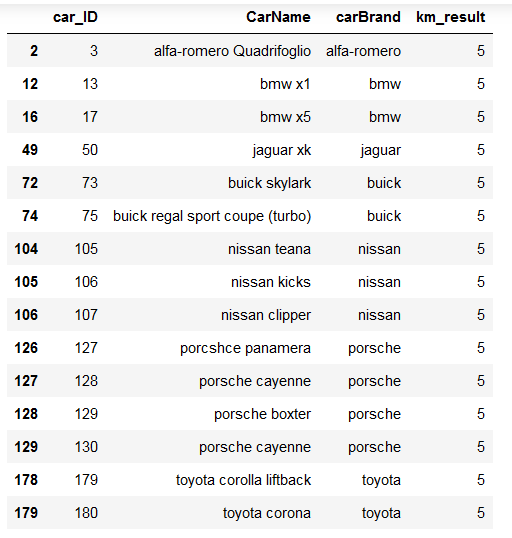 car_ID CarName carBrand km_result
2 3 alfa-romero Quadrifoglio alfa-romero 5
12 13 bmw x1 bmw 5
16 17 bmw x5 bmw 5
49 50 jaguar xk jaguar 5
72 73 buick skylark buick 5
74 75 buick regal sport coupe (turbo) buick 5
104 105 nissan teana nissan 5
105 106 nissan kicks nissan 5
106 107 nissan clipper nissan 5
126 127 porcshce panamera porsche 5
127 128 porsche cayenne porsche 5
128 129 porsche boxter porsche 5
129 130 porsche cayenne porsche 5
178 179 toyota corolla liftback toyota 5
179 180 toyota corona toyota 5